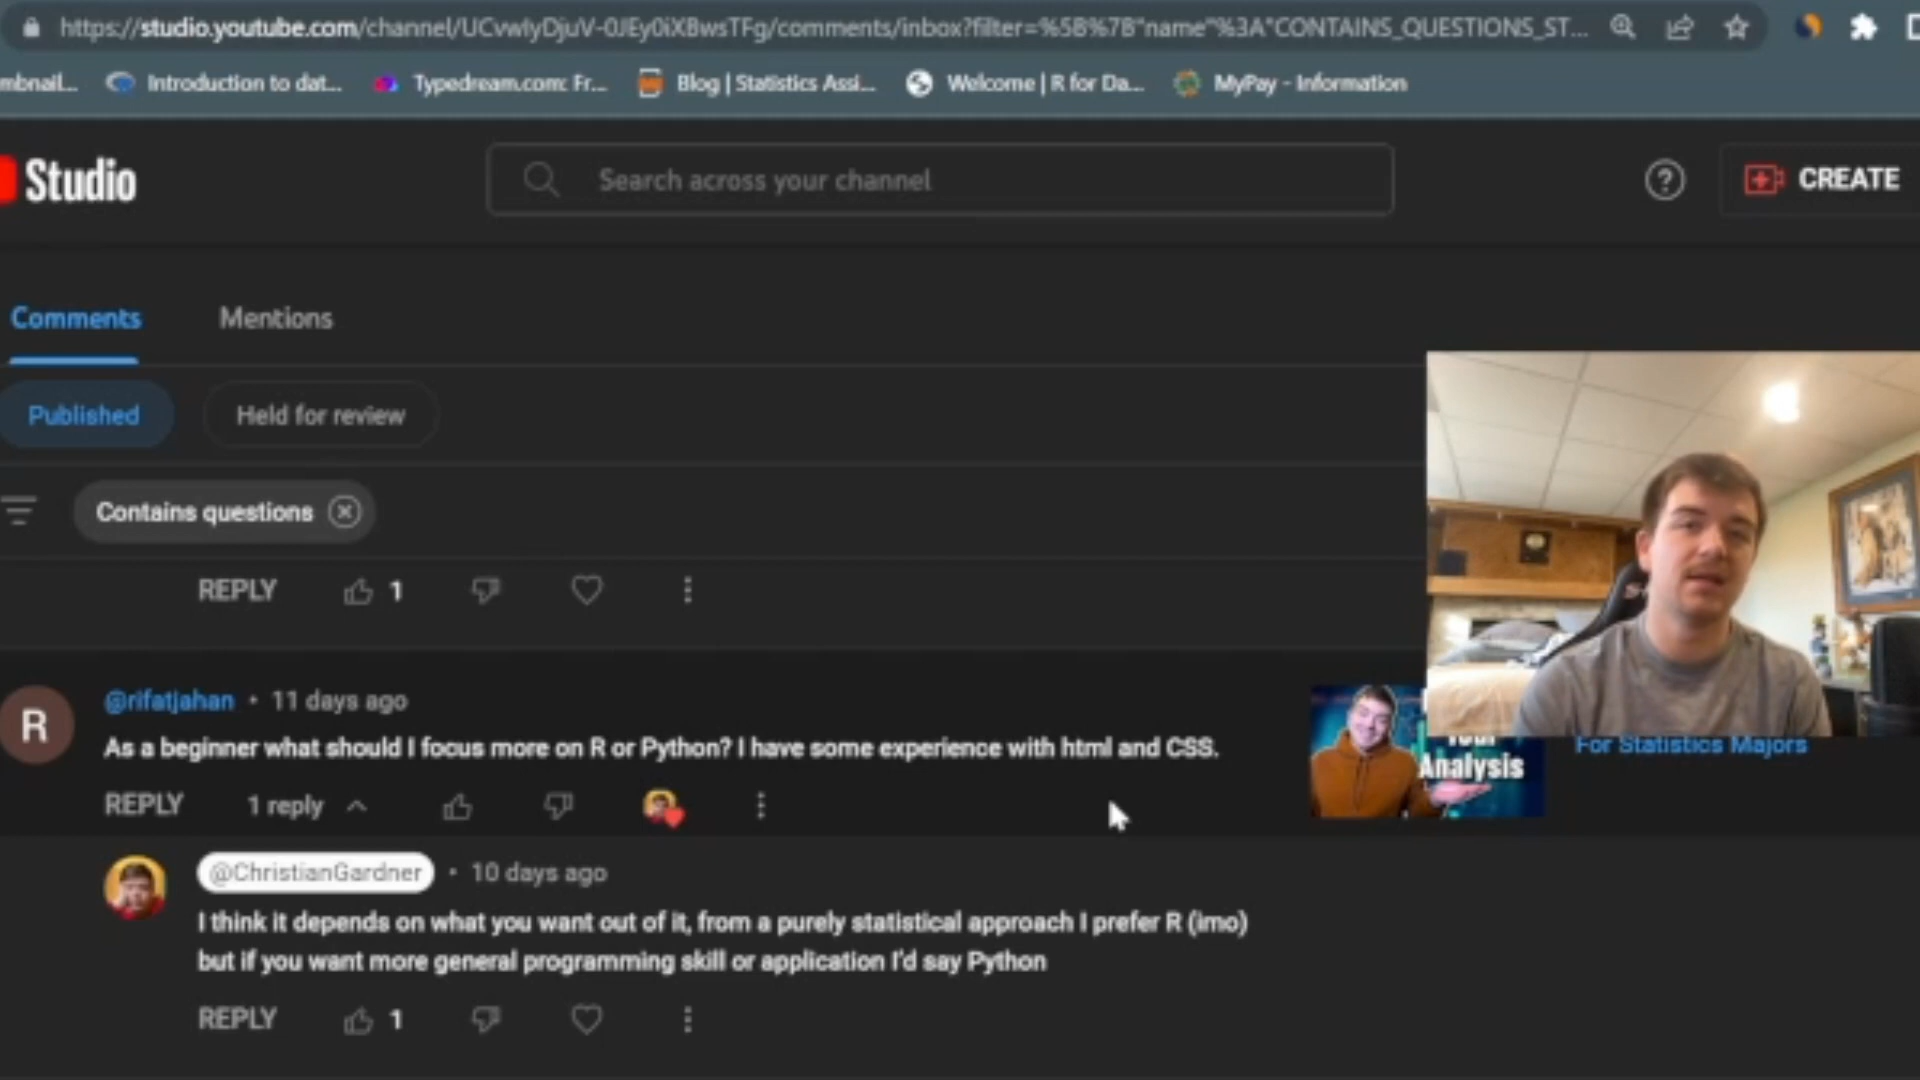 https://studio.youtube.com/channel/UCvwIyDjuV-0JEy0iXBwsTFg/comments/inbox?filter=%5B%7B"name"%3A"CONTAINS_QUESTIONS_ST...
mbnail... Introduction to dat... Typedream.com: Fr... Blog | Statistics Assi... Welcome | R for Da... MyPay - Information
Studio Search across your channel ? CREATE
Comments Mentions
Published Held for review
Contains questions
REPLY 1
R @rifatjahan • 11 days ago
As a beginner what should I focus more on R or Python? I have some experience with html and CSS.
Analysis
For Statistics Majors
REPLY 1 reply
@ChristianGardner • 10 days ago
I think it depends on what you want out of it, from a purely statistical approach I prefer R (imo)
but if you want more general programming skill or application I'd say Python
REPLY 1